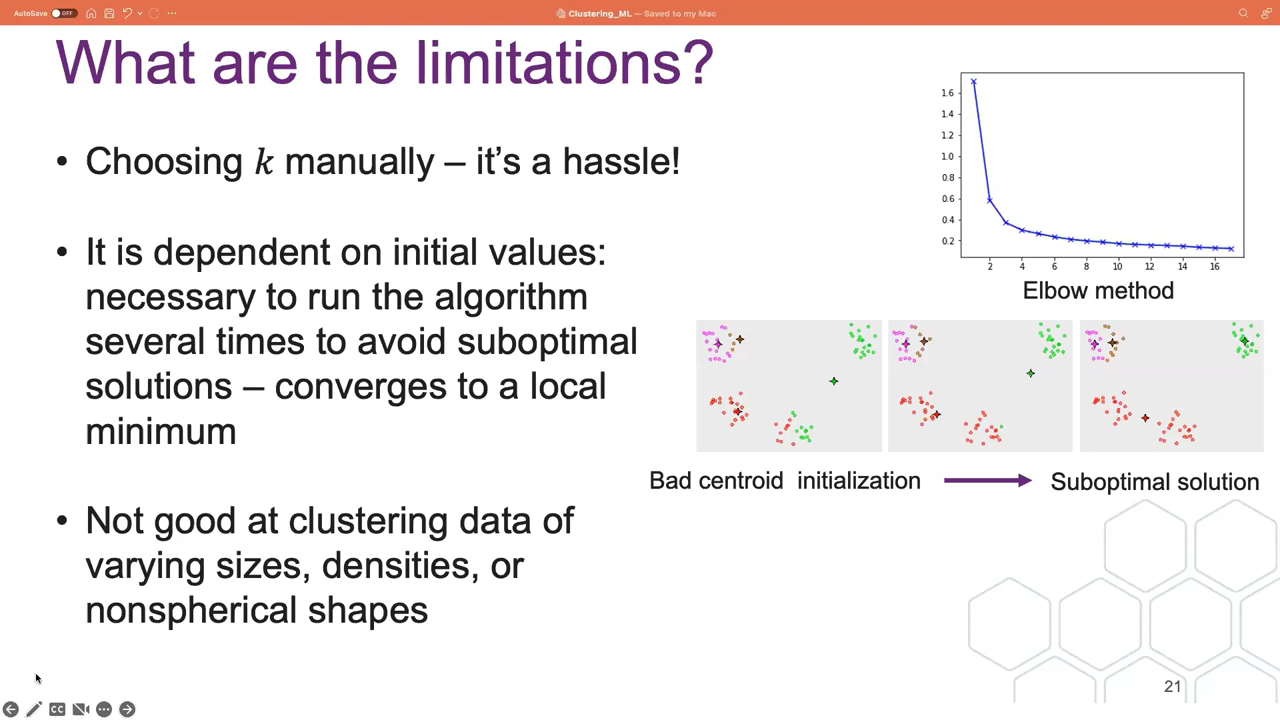 AutoSave OFF
Clustering_ML — Saved to my Mac
What are the limitations?
• Choosing k manually – it's a hassle!
• It is dependent on initial values:
necessary to run the algorithm
several times to avoid suboptimal
solutions – converges to a local
minimum
• Not good at clustering data of
varying sizes, densities, or
nonspherical shapes
1.6
1.4
1.2
1.0
0.8
0.6
0.4
0.2
2 4 6 8 10 12 14 16
Elbow method
Bad centroid initialization
Suboptimal solution
21
CC